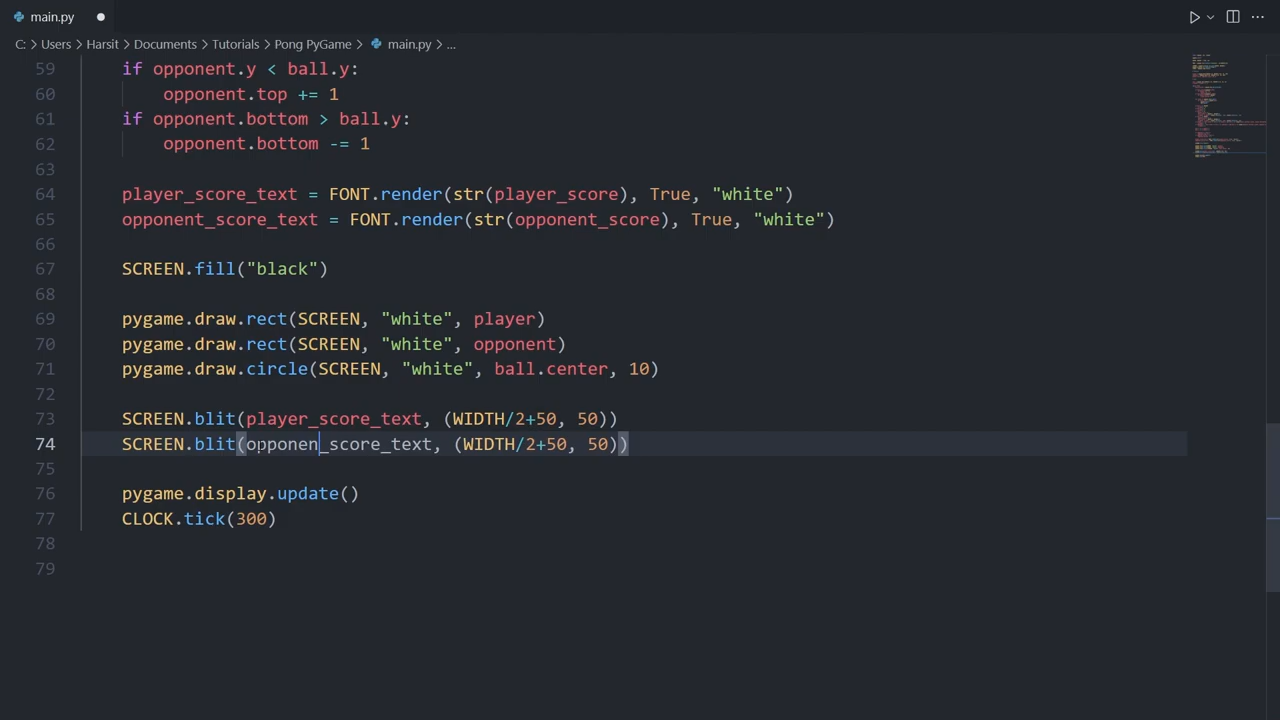 main.py
C: > Users > Harsit > Documents > Tutorials > Pong PyGame > main.py > ...
59 if opponent.y < ball.y:
60 opponent.top += 1
61 if opponent.bottom > ball.y:
62 opponent.bottom -= 1
63
64 player_score_text = FONT.render(str(player_score), True, "white")
65 opponent_score_text = FONT.render(str(opponent_score), True, "white")
66
67 SCREEN.fill("black")
68
69 pygame.draw.rect(SCREEN, "white", player)
70 pygame.draw.rect(SCREEN, "white", opponent)
71 pygame.draw.circle(SCREEN, "white", ball.center, 10)
72
73 SCREEN.blit(player_score_text, (WIDTH/2+50, 50))
74 SCREEN.blit(opponen_score_text, (WIDTH/2+50, 50))
75
76 pygame.display.update()
77 CLOCK.tick(300)
78
79